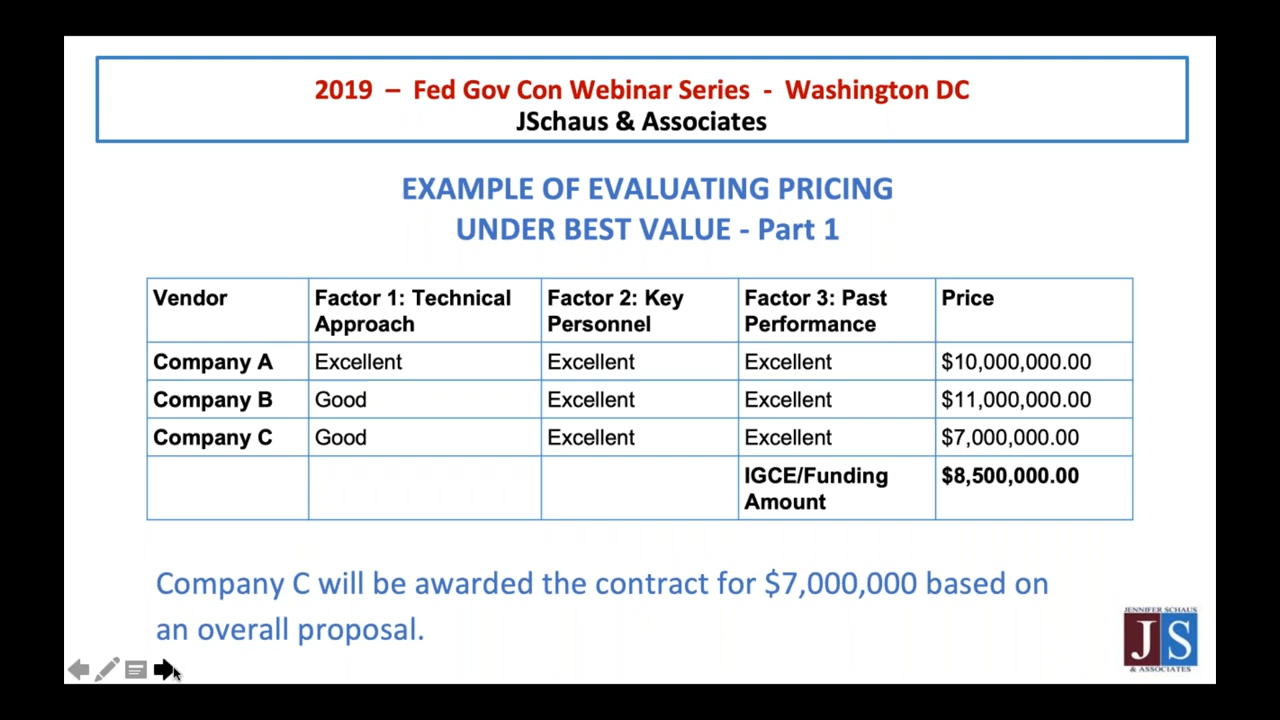 2019 – Fed Gov Con Webinar Series - Washington DC
JSchaus & Associates
EXAMPLE OF EVALUATING PRICING
UNDER BEST VALUE - Part 1
Vendor Factor 1: Technical Approach Factor 2: Key Personnel Factor 3: Past Performance Price
Company A Excellent Excellent Excellent $10,000,000.00
Company B Good Excellent Excellent $11,000,000.00
Company C Good Excellent Excellent $7,000,000.00
IGCE/Funding Amount $8,500,000.00
Company C will be awarded the contract for $7,000,000 based on
an overall proposal.
JENNIFER SCHAUS
JS
& ASSOCIATES